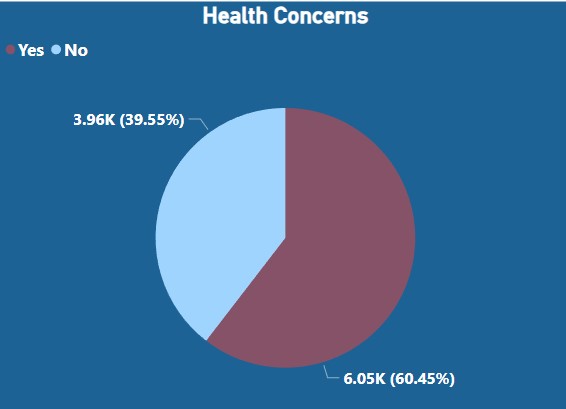 Health Concerns
Yes No
3.96K (39.55%)
6.05K (60.45%)